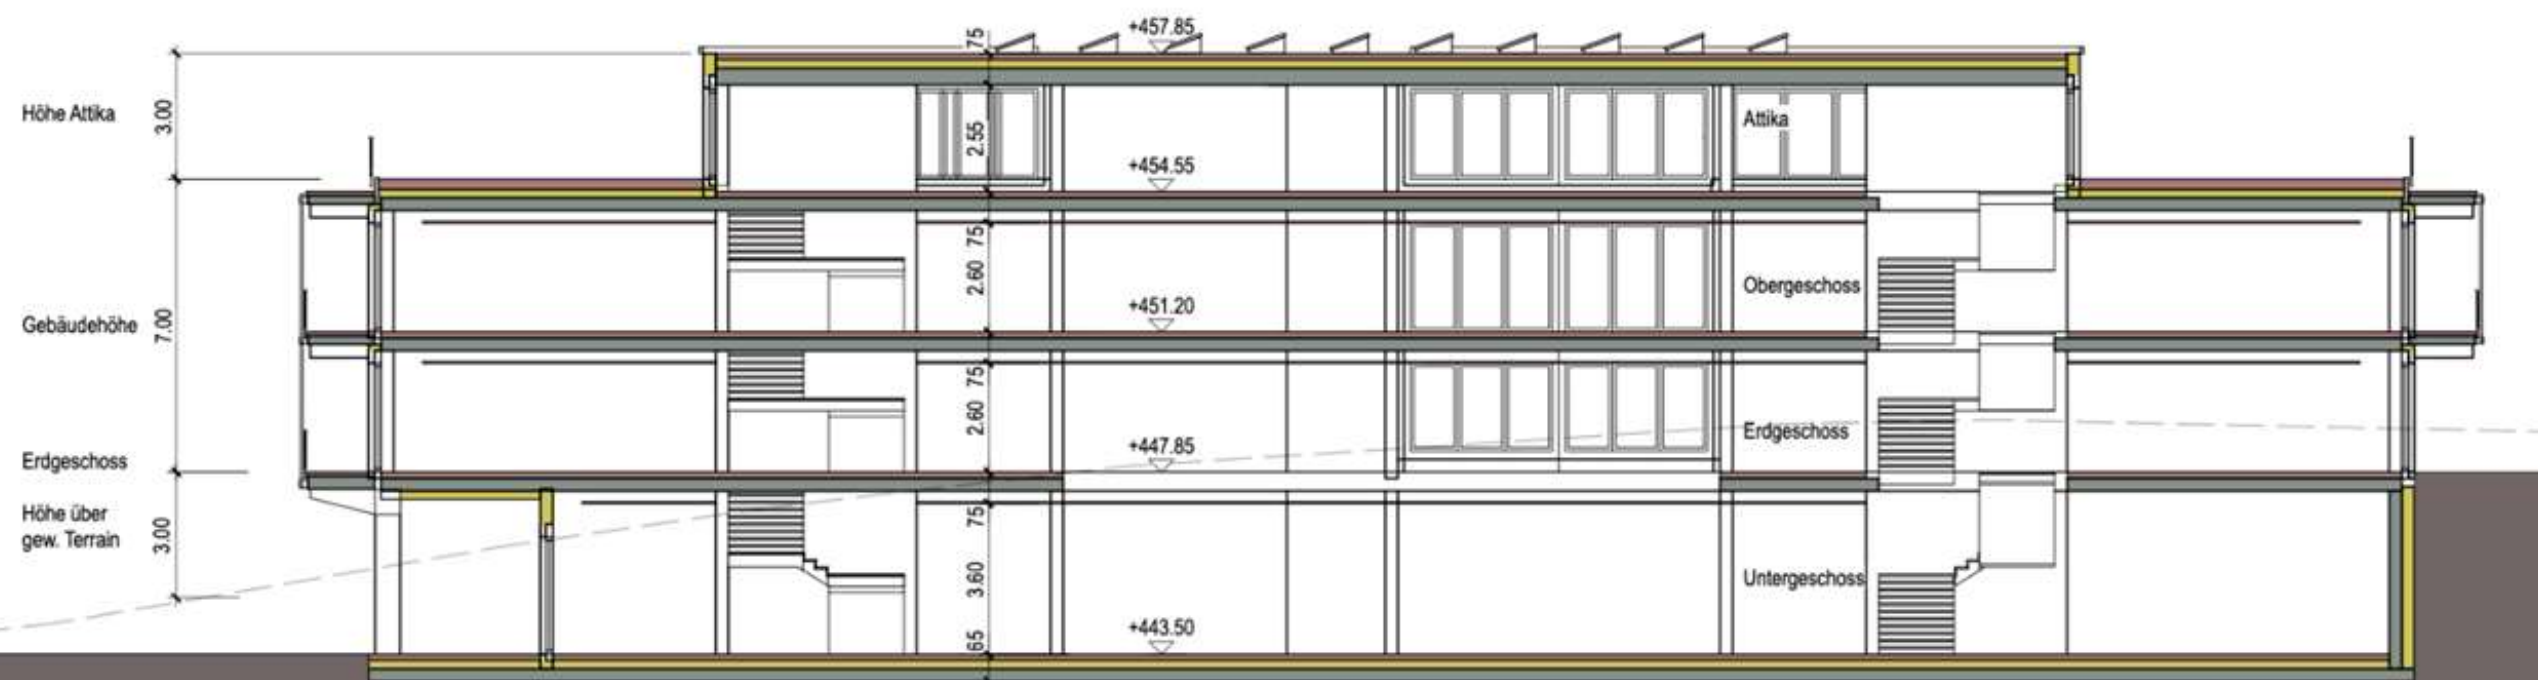 +457.85
75
Höhe Attika
3.00
2.55
Attika
+454.55
75
2.60
Obergeschoss
+451.20
Gebäudehöhe
7.00
75
2.60
Erdgeschoss
+447.85
Erdgeschoss
Höhe über
gew. Terrain
3.00
75
3.60
Untergeschoss
+443.50
65